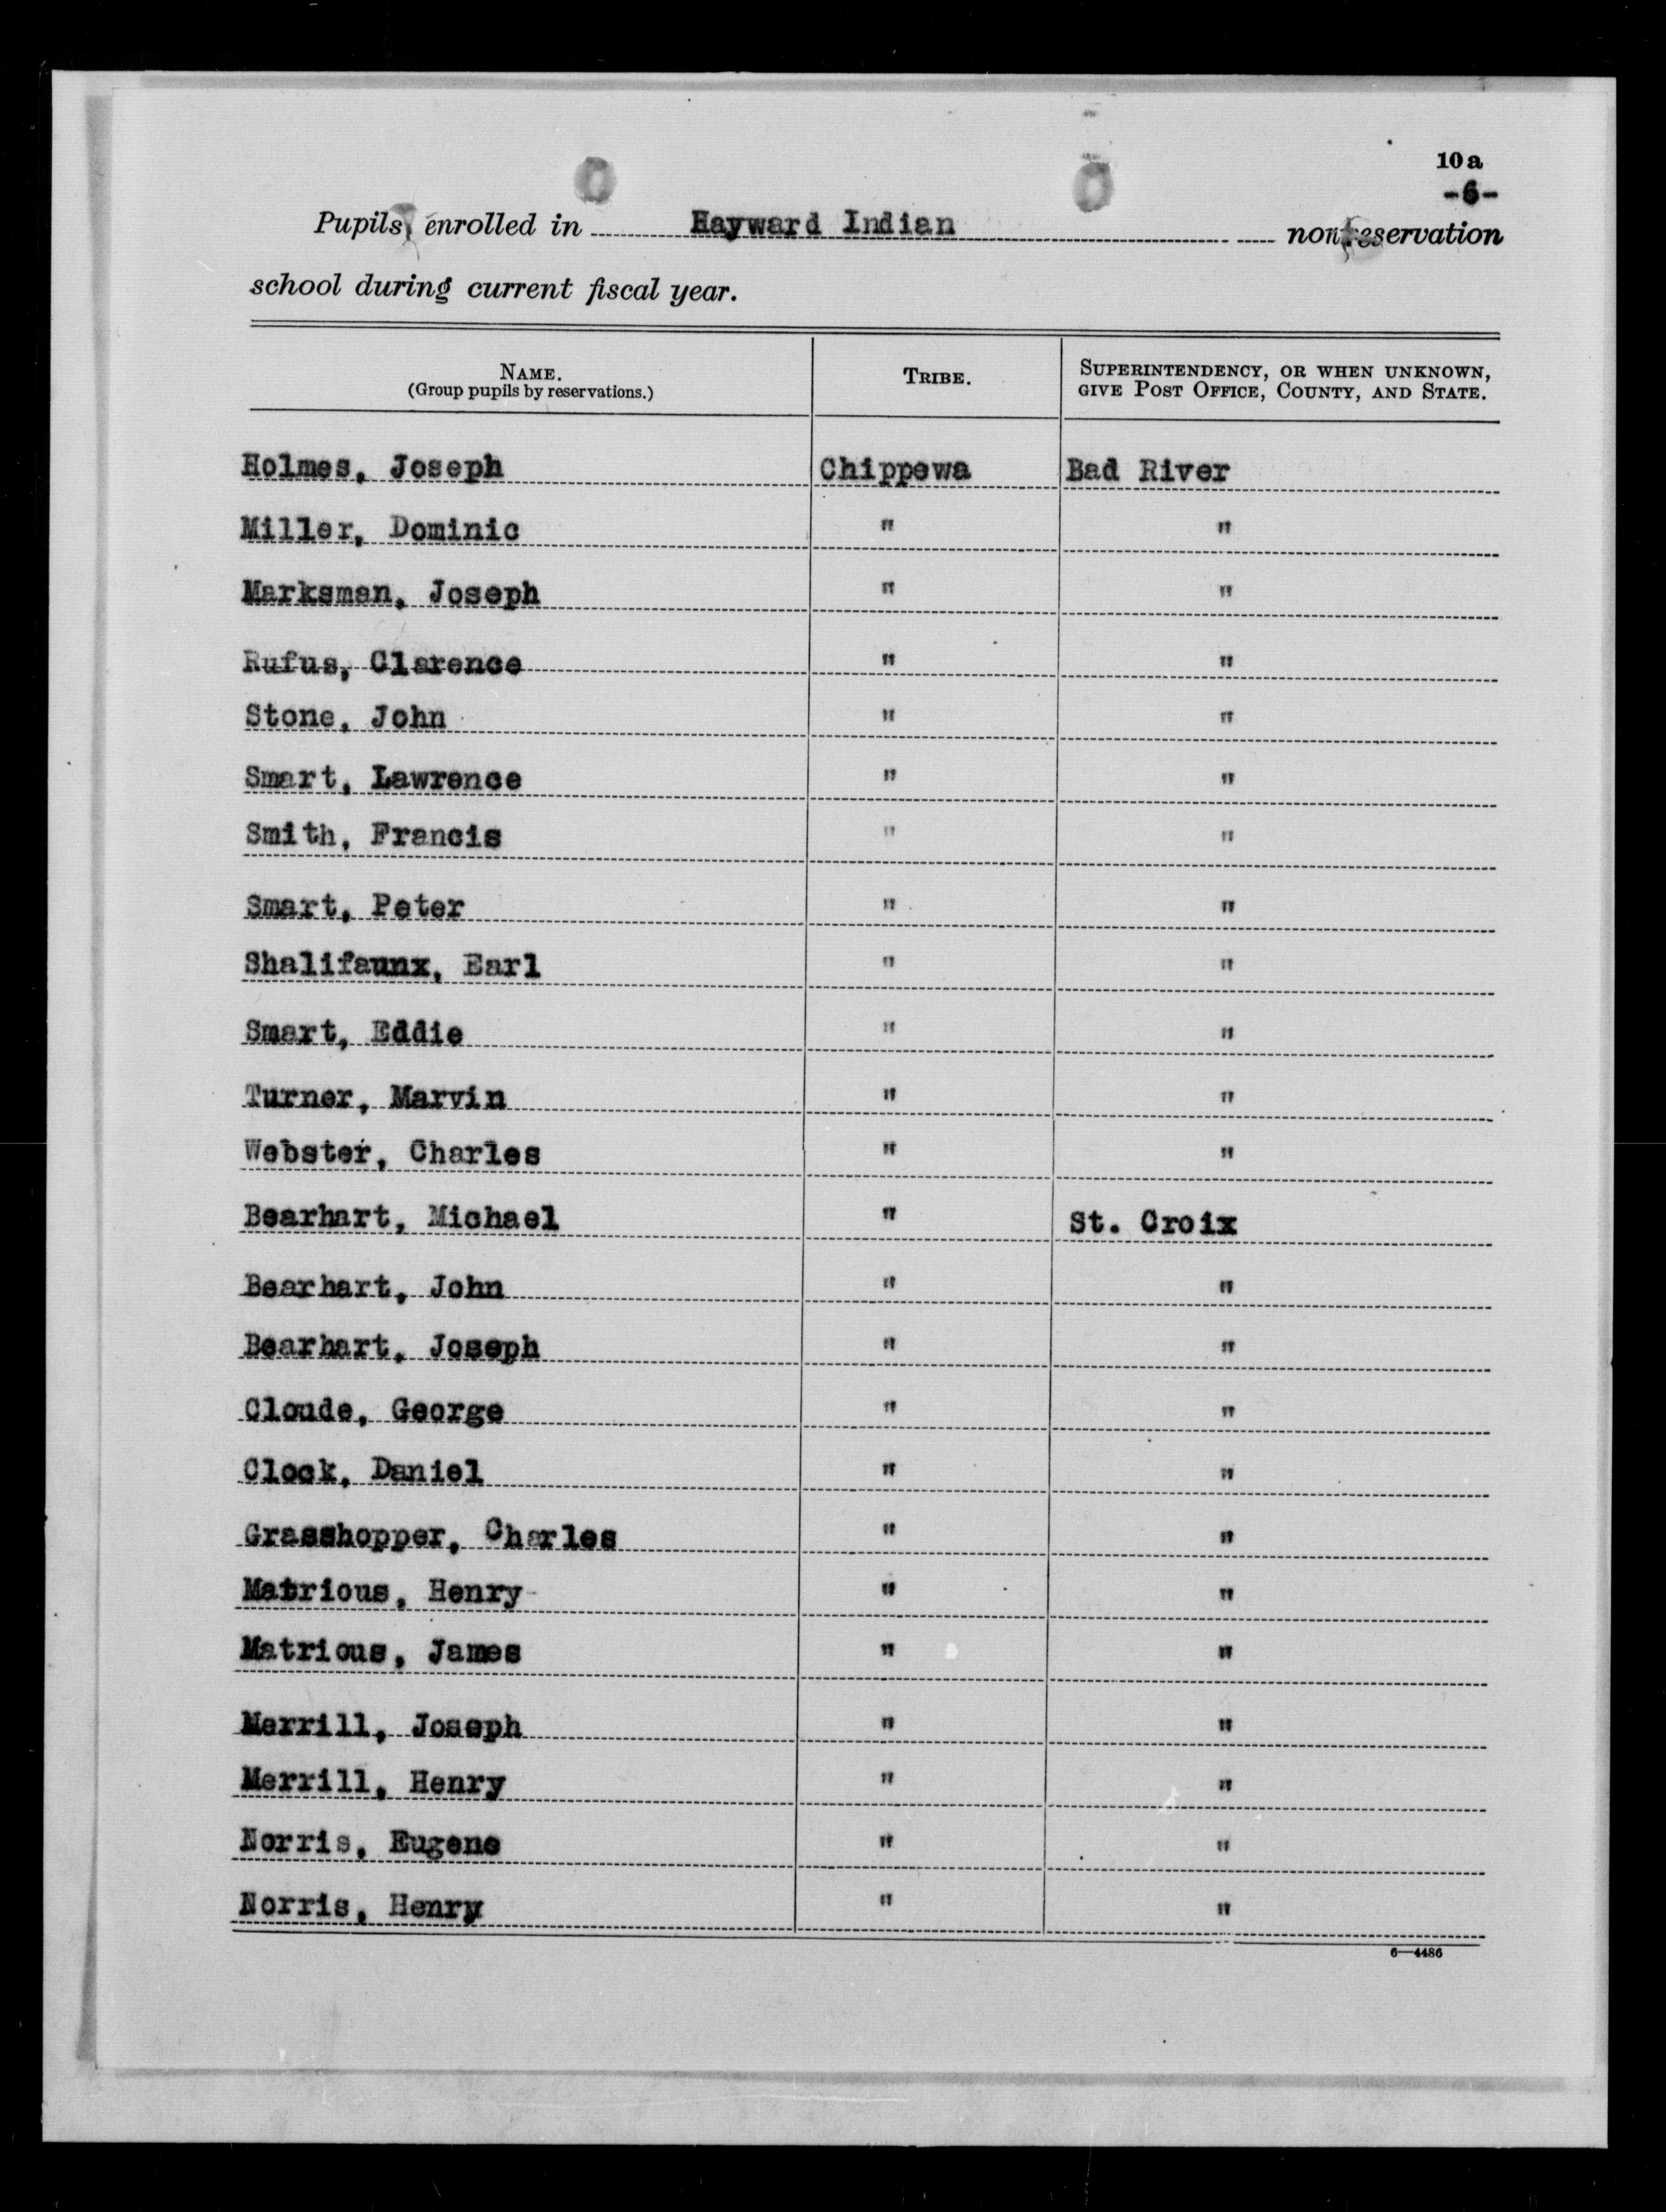 10a
-6-
Pupils enrolled in Hayward Indian nonreservation
school during current fiscal year.
NAME. TRIBE. SUPERINTENDENCY, OR WHEN UNKNOWN,
(Group pupils by reservations.) GIVE POST OFFICE, COUNTY, AND STATE.
Holmes, Joseph Chippewa Bad River
Miller, Dominic " "
Marksman, Joseph " "
Rufus, Clarence " "
Stone, John " "
Smart, Lawrence " "
Smith, Francis " "
Smart, Peter " "
Shalifaunx, Earl " "
Smart, Eddie " "
Turner, Marvin " "
Webster, Charles " "
Bearhart, Michael " St. Croix
Bearhart, John " "
Bearhart, Joseph " "
Cloude, George " "
Clock, Daniel " "
Grasshopper, Charles " "
Matrious, Henry " "
Matrious, James " "
Merrill, Joseph " "
Merrill, Henry " "
Norris, Eugene " "
Norris, Henry " "
6—4486